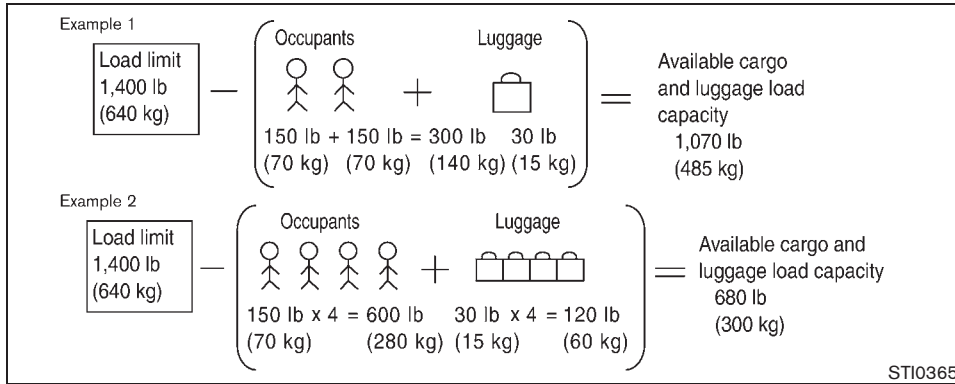 Example 1
Load limit
1,400 lb
(640 kg)
—
Occupants
+
Luggage
150 lb + 150 lb = 300 lb 30 lb
(70 kg) (70 kg) (140 kg) (15 kg)
=
Available cargo
and luggage load
capacity
1,070 lb
(485 kg)
Example 2
Load limit
1,400 lb
(640 kg)
—
Occupants
+
Luggage
150 lb x 4 = 600 lb 30 lb x 4 = 120 lb
(70 kg) (280 kg) (15 kg) (60 kg)
=
Available cargo and
luggage load capacity
680 lb
(300 kg)
STI0365